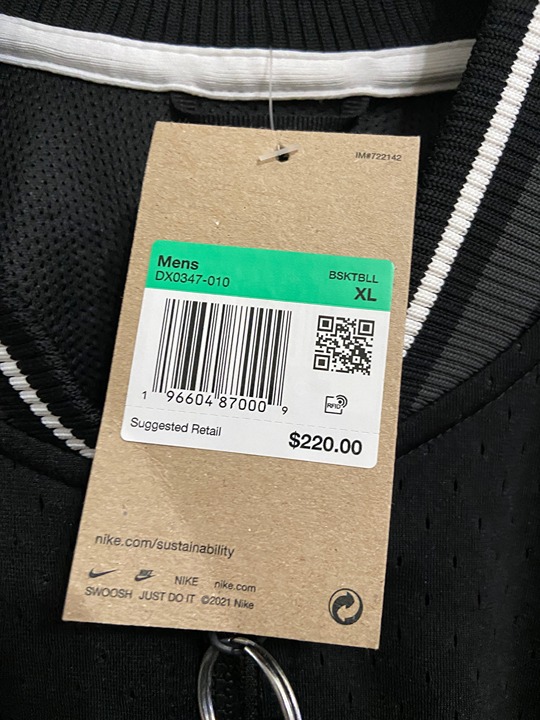 IM#722142
Mens
DX0347-010
BSKTBLL
XL
1 96604 87000 9
RFID
Suggested Retail
$220.00
nike.com/sustainability
NIKE NIKE nike.com
SWOOSH JUST DO IT ©2021 Nike